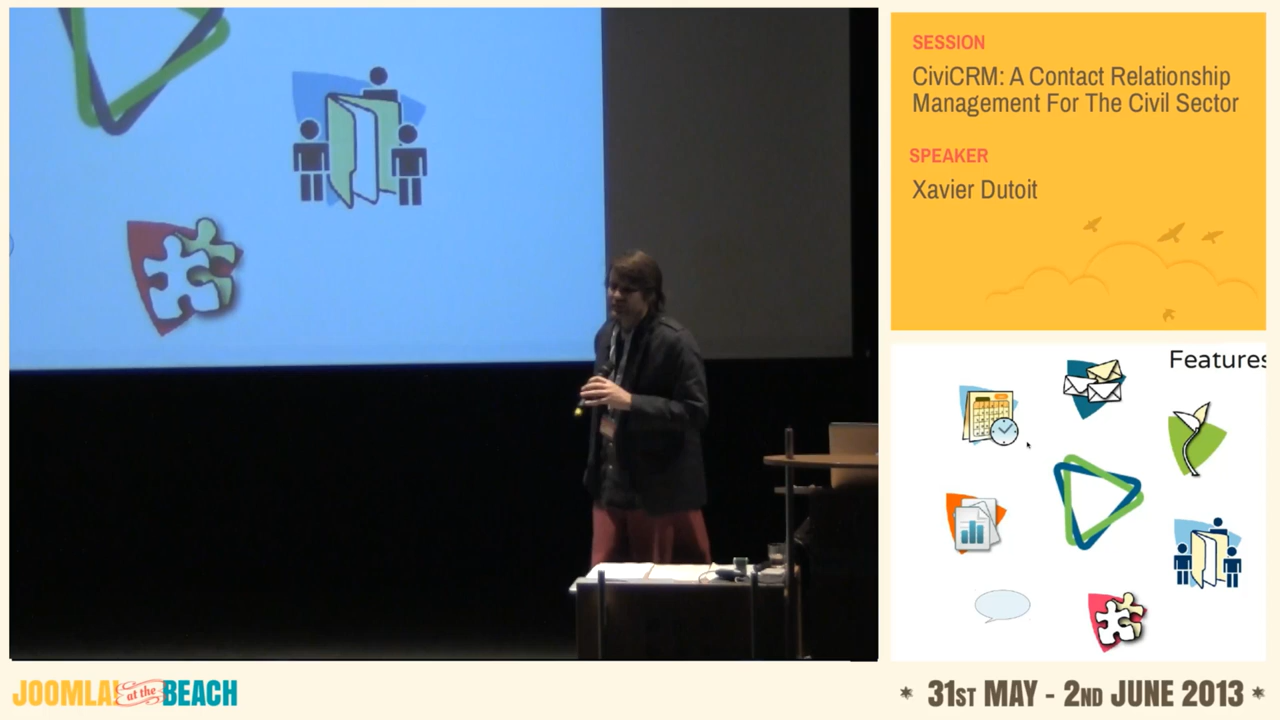 SESSION
CiviCRM: A Contact Relationship
Management For The Civil Sector
SPEAKER
Xavier Dutoit
Features
JOOMLA! at the BEACH
* 31ST MAY - 2ND JUNE 2013 *